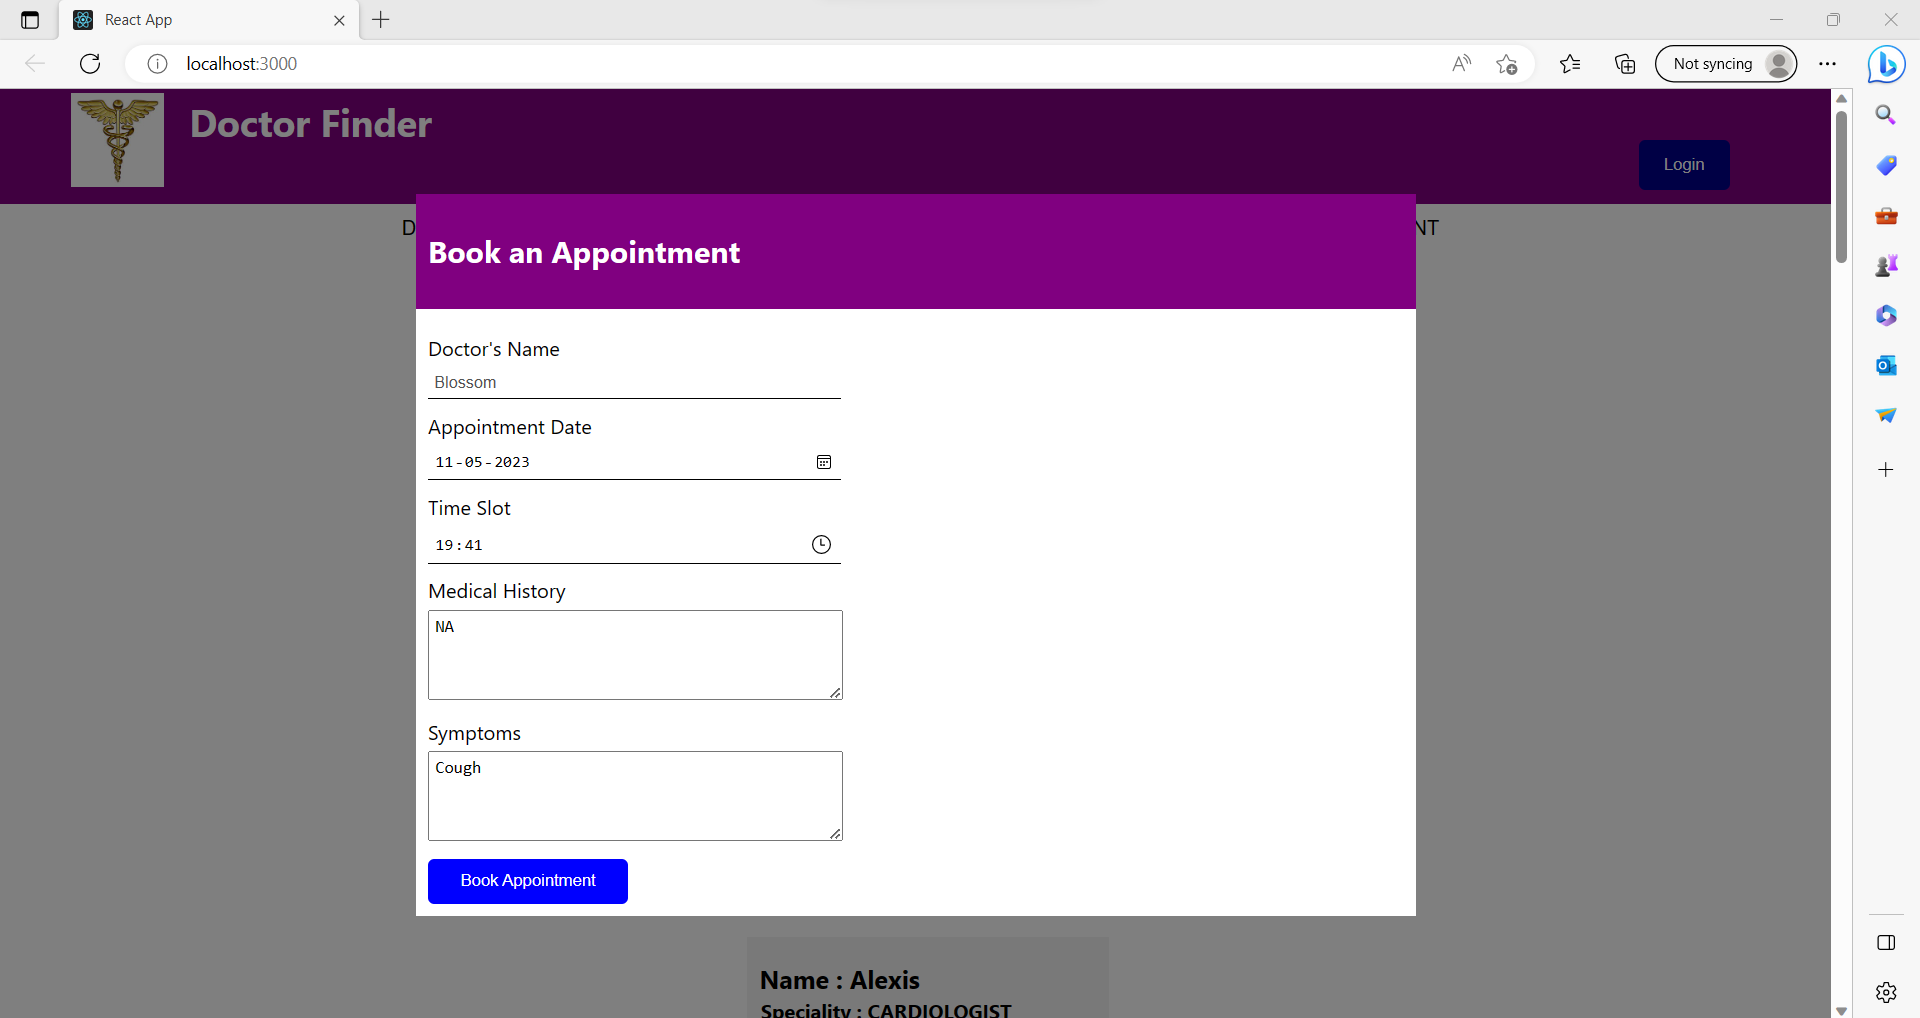 React App
localhost:3000
Not syncing
Doctor Finder
Login
D
NT
Book an Appointment
Doctor's Name
Blossom
Appointment Date
11-05-2023
Time Slot
19:41
Medical History
NA
Symptoms
Cough
Book Appointment
Name : Alexis
Speciality : CARDIOLOGIST